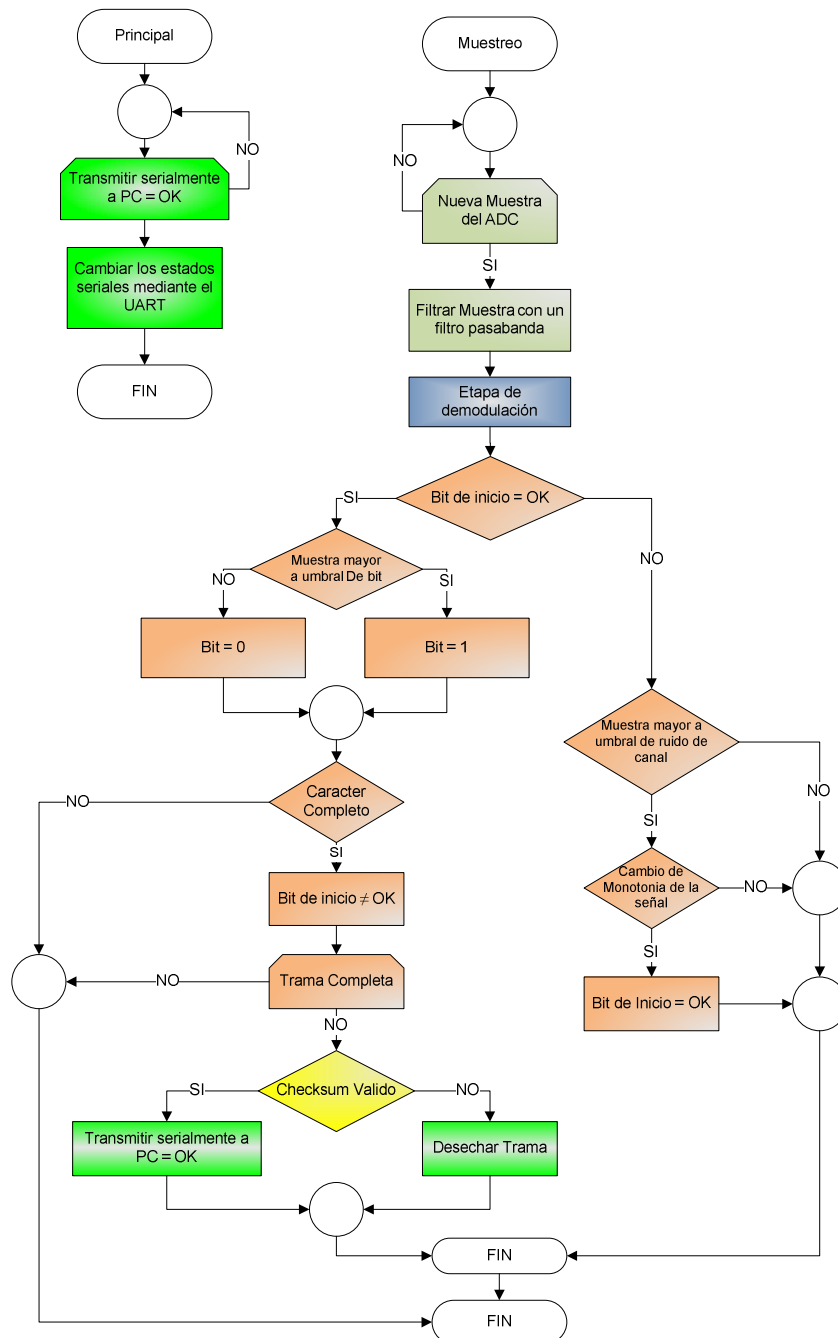 Principal
NO
Transmitir serialmente
a PC = OK
Cambiar los estados
seriales mediante el
UART
FIN
Muestreo
NO
Nueva Muestra
del ADC
SI
Filtrar Muestra con un
filtro pasabanda
Etapa de
demodulación
Bit de inicio = OK
SI
NO
Muestra mayor
a umbral De bit
NO
SI
Bit = 0
Bit = 1
Muestra mayor a
umbral de ruido de
canal
NO
SI
Caracter
Completo
NO
SI
Cambio de
Monotonia de la
señal
NO
SI
Bit de inicio ≠ OK
Bit de Inicio = OK
Trama Completa
NO
NO
Checksum Valido
SI
NO
Transmitir serialmente a
PC = OK
Desechar Trama
FIN
FIN